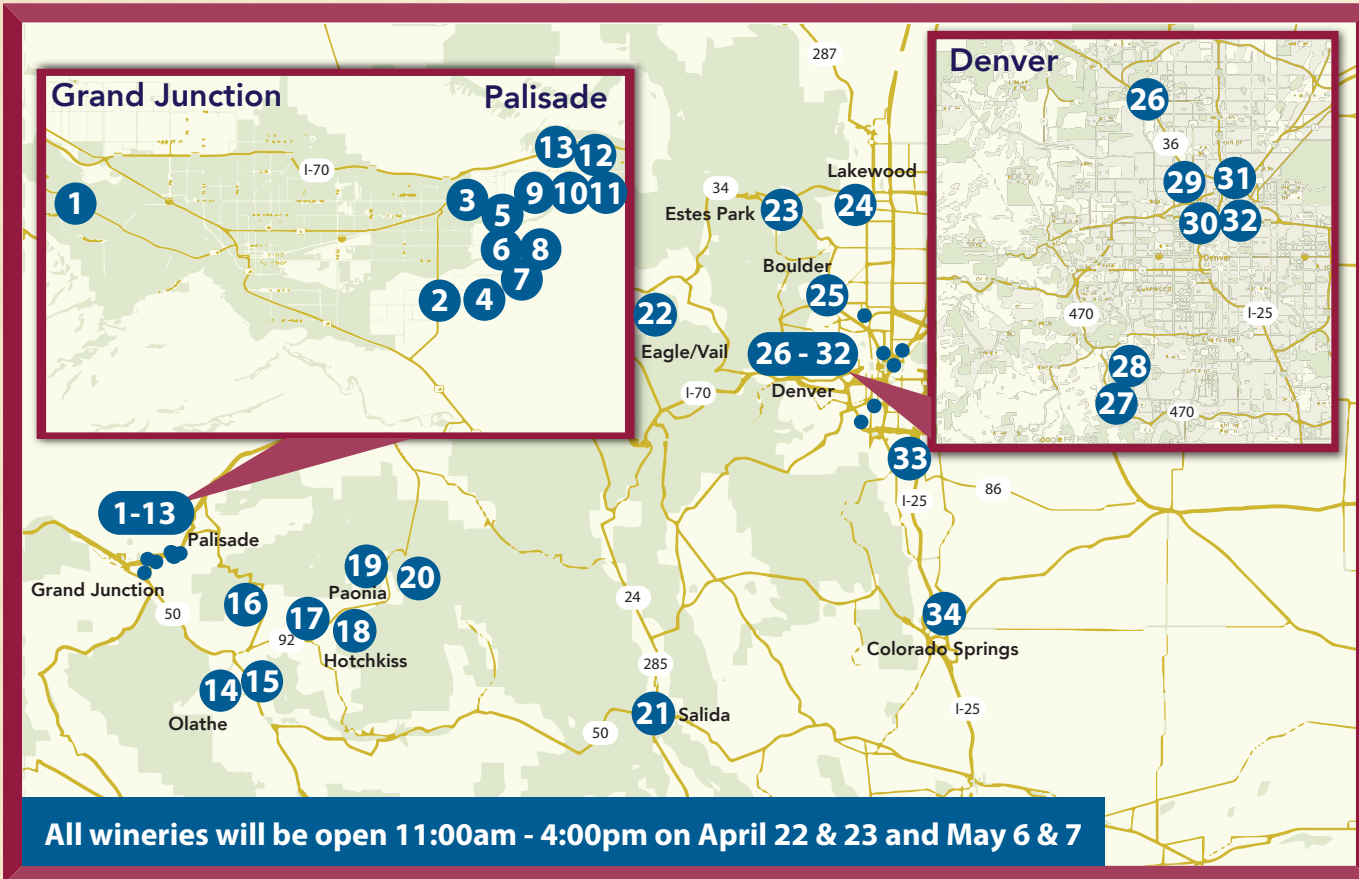 287
Grand Junction
Palisade
Denver
26
13
12
36
I-70
Lakewood
29
31
1
3
9
10
11
34
5
Estes Park
23
24
30
32
6
8
Denver
Boulder
7
25
2
4
LAKEWOOD
22
470
I-25
Eagle/Vail
26 - 32
28
I-70
Denver
27
470
33
86
I-25
1-13
Palisade
19
20
Grand Junction
Paonia
16
24
50
17
34
92
18
Colorado Springs
Hotchkiss
285
14
15
I-25
21
Salida
Olathe
50
All wineries will be open 11:00am - 4:00pm on April 22 & 23 and May 6 & 7